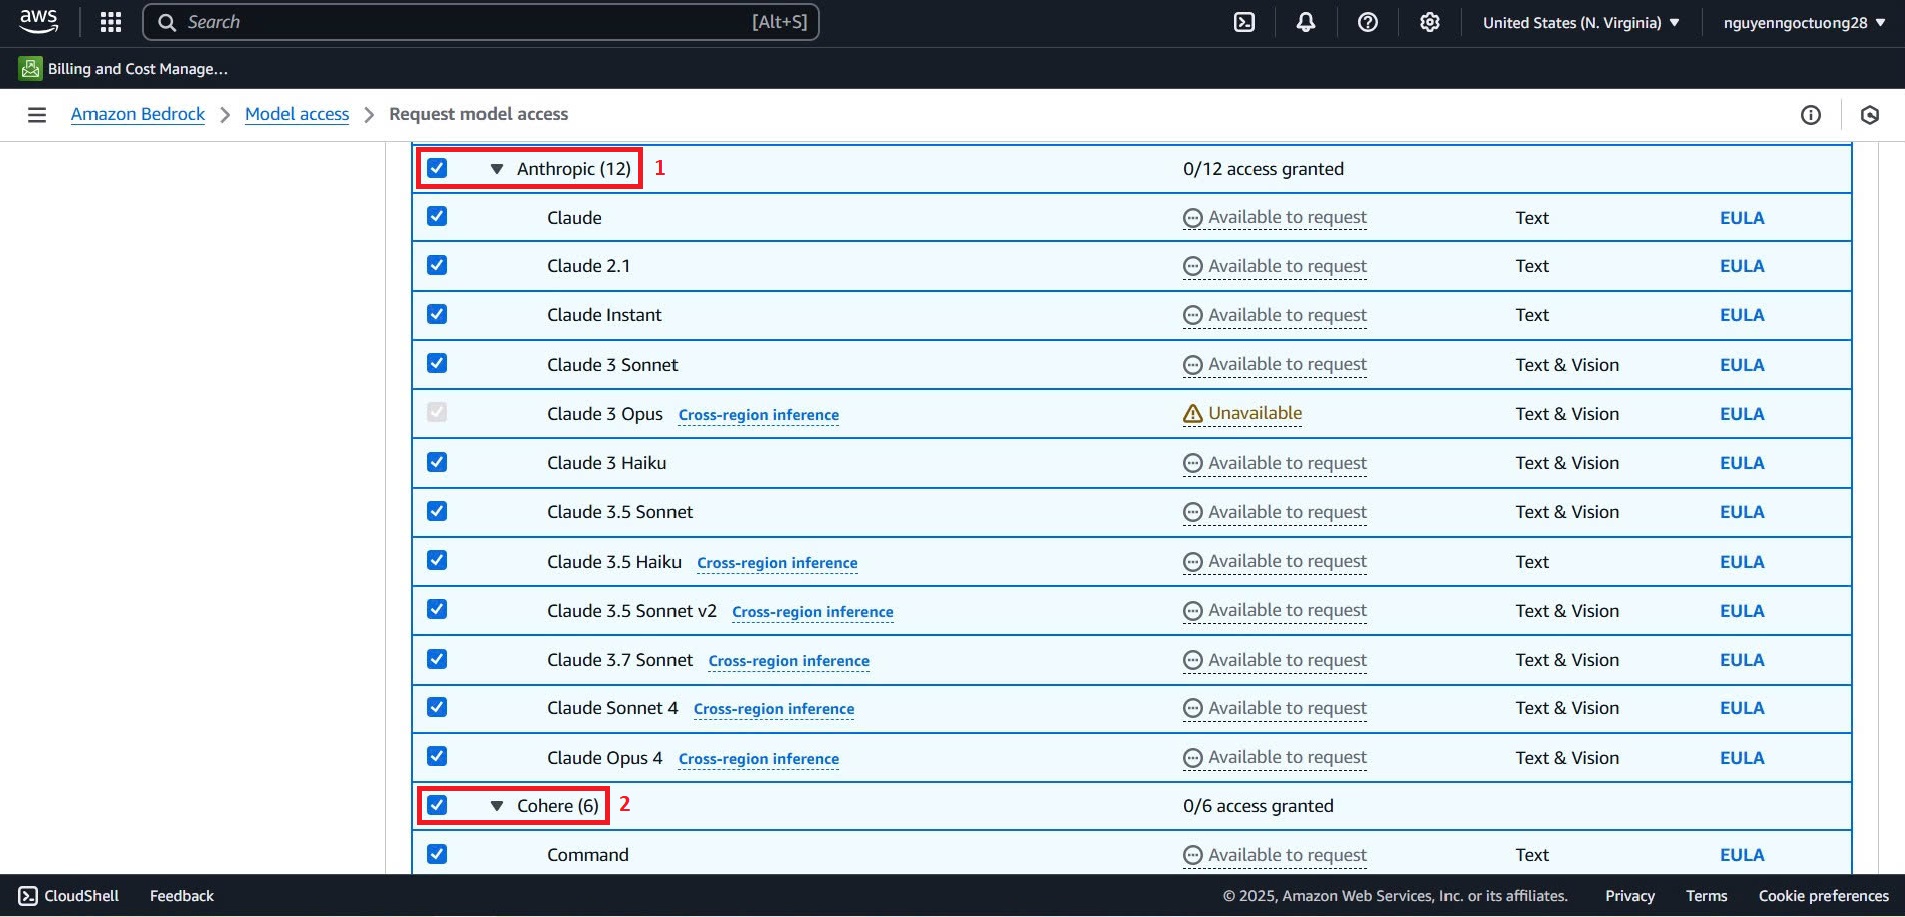 aws
Search [Alt+S]
United States (N. Virginia)
nguyenngoctuong28
Billing and Cost Manage...
Amazon Bedrock
Model access
Request model access
Anthropic (12) 1 0/12 access granted
Claude Available to request Text EULA
Claude 2.1 Available to request Text EULA
Claude Instant Available to request Text EULA
Claude 3 Sonnet Available to request Text & Vision EULA
Claude 3 Opus Cross-region inference Unavailable Text & Vision EULA
Claude 3 Haiku Available to request Text & Vision EULA
Claude 3.5 Sonnet Available to request Text & Vision EULA
Claude 3.5 Haiku Cross-region inference Available to request Text EULA
Claude 3.5 Sonnet v2 Cross-region inference Available to request Text & Vision EULA
Claude 3.7 Sonnet Cross-region inference Available to request Text & Vision EULA
Claude Sonnet 4 Cross-region inference Available to request Text & Vision EULA
Claude Opus 4 Cross-region inference Available to request Text & Vision EULA
Cohere (6) 2 0/6 access granted
Command Available to request Text EULA
CloudShell Feedback © 2025, Amazon Web Services, Inc. or its affiliates. Privacy Terms Cookie preferences